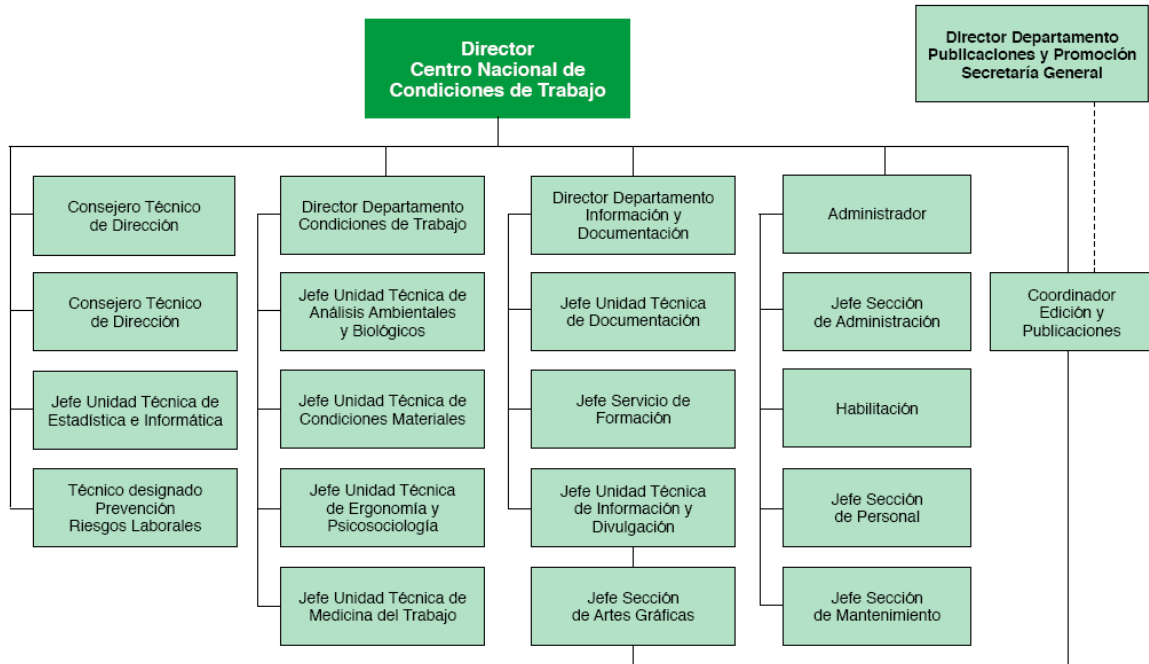 Director
Centro Nacional de
Condiciones de Trabajo
Director Departamento
Publicaciones y Promoción
Secretaría General
Consejero Técnico
de Dirección
Consejero Técnico
de Dirección
Jefe Unidad Técnica de
Estadística e Informática
Técnico designado
Prevención
Riesgos Laborales
Director Departamento
Condiciones de Trabajo
Jefe Unidad Técnica de
Análisis Ambientales
y Biológicos
Jefe Unidad Técnica de
Condiciones Materiales
Jefe Unidad Técnica
de Ergonomía y
Psicosociología
Jefe Unidad Técnica de
Medicina del Trabajo
Director Departamento
Información y
Documentación
Jefe Unidad Técnica
de Documentación
Jefe Servicio de
Formación
Jefe Unidad Técnica
de Información y
Divulgación
Jefe Sección
de Artes Gráficas
Administrador
Jefe Sección
de Administración
Habilitación
Jefe Sección
de Personal
Jefe Sección
de Mantenimiento
Coordinador
Edición y
Publicaciones